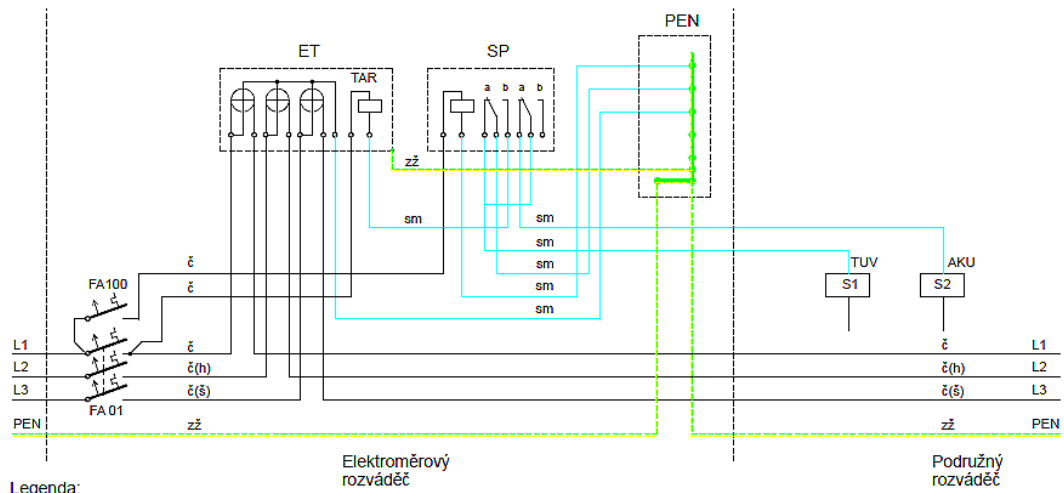 PEN
ET
SP
TAR
a b a b
zž
sm
sm
sm
sm
sm
sm
TUV
AKU
S1
S2
č
FA100
č
L1
č
č
L1
L2
č(h)
č(h)
L2
L3
č(š)
č(š)
L3
FA 01
PEN
zž
zž
PEN
Elektroměrový
rozváděč
Podružný
rozváděč
Legenda: